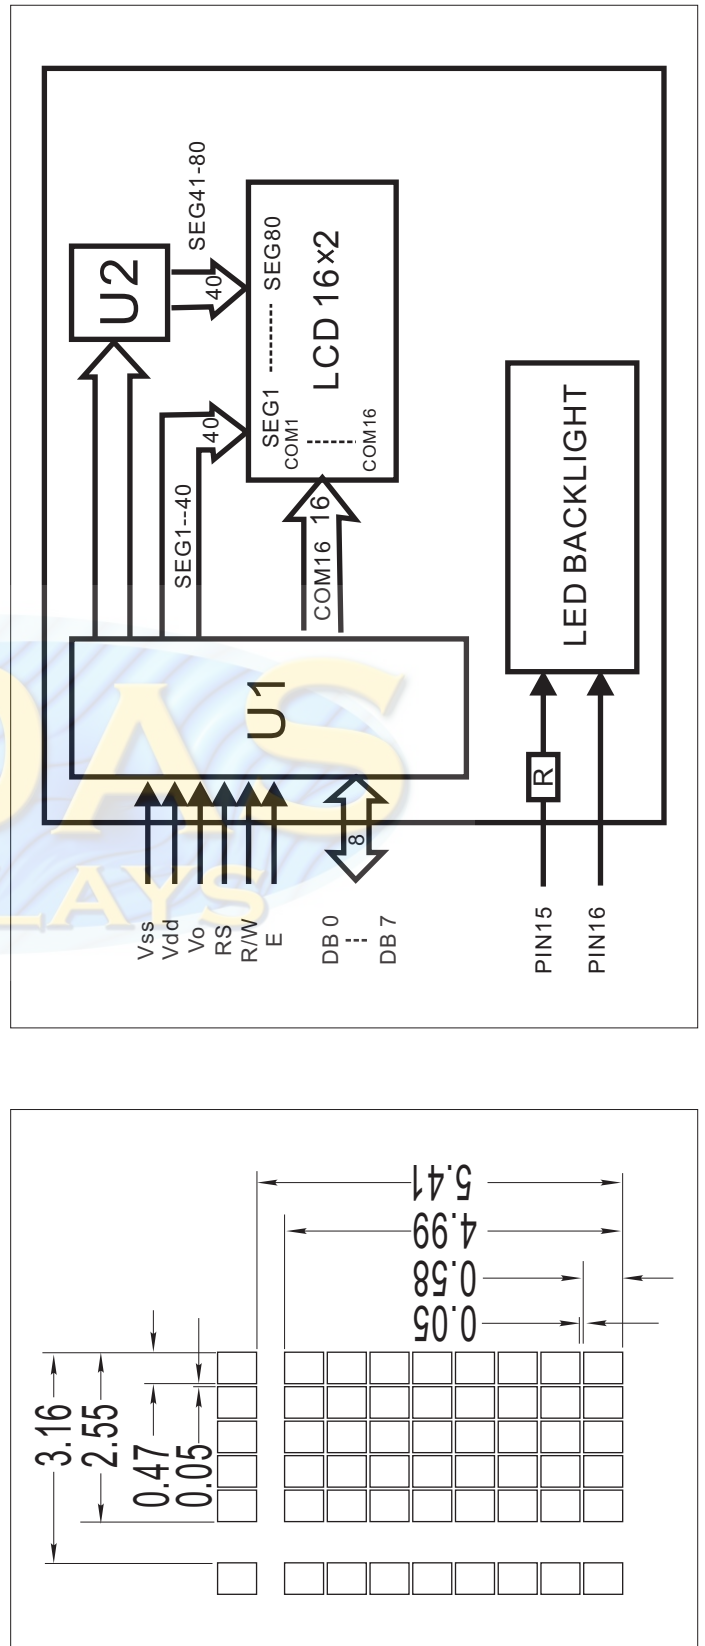 SEG41-80
U2
40
SEG1 -------- SEG80
LCD 16×2
COM1
-------
COM16
40
SEG1--40
16
COM16
U1
LED BACKLIGHT
R
8
Vss
Vdd
Vo
RS
R/W
E
DB 0
----
DB 7
PIN15
PIN16
DAS
LAYS
5.41
4.99
0.58
0.05
3.16
2.55
0.47
0.05